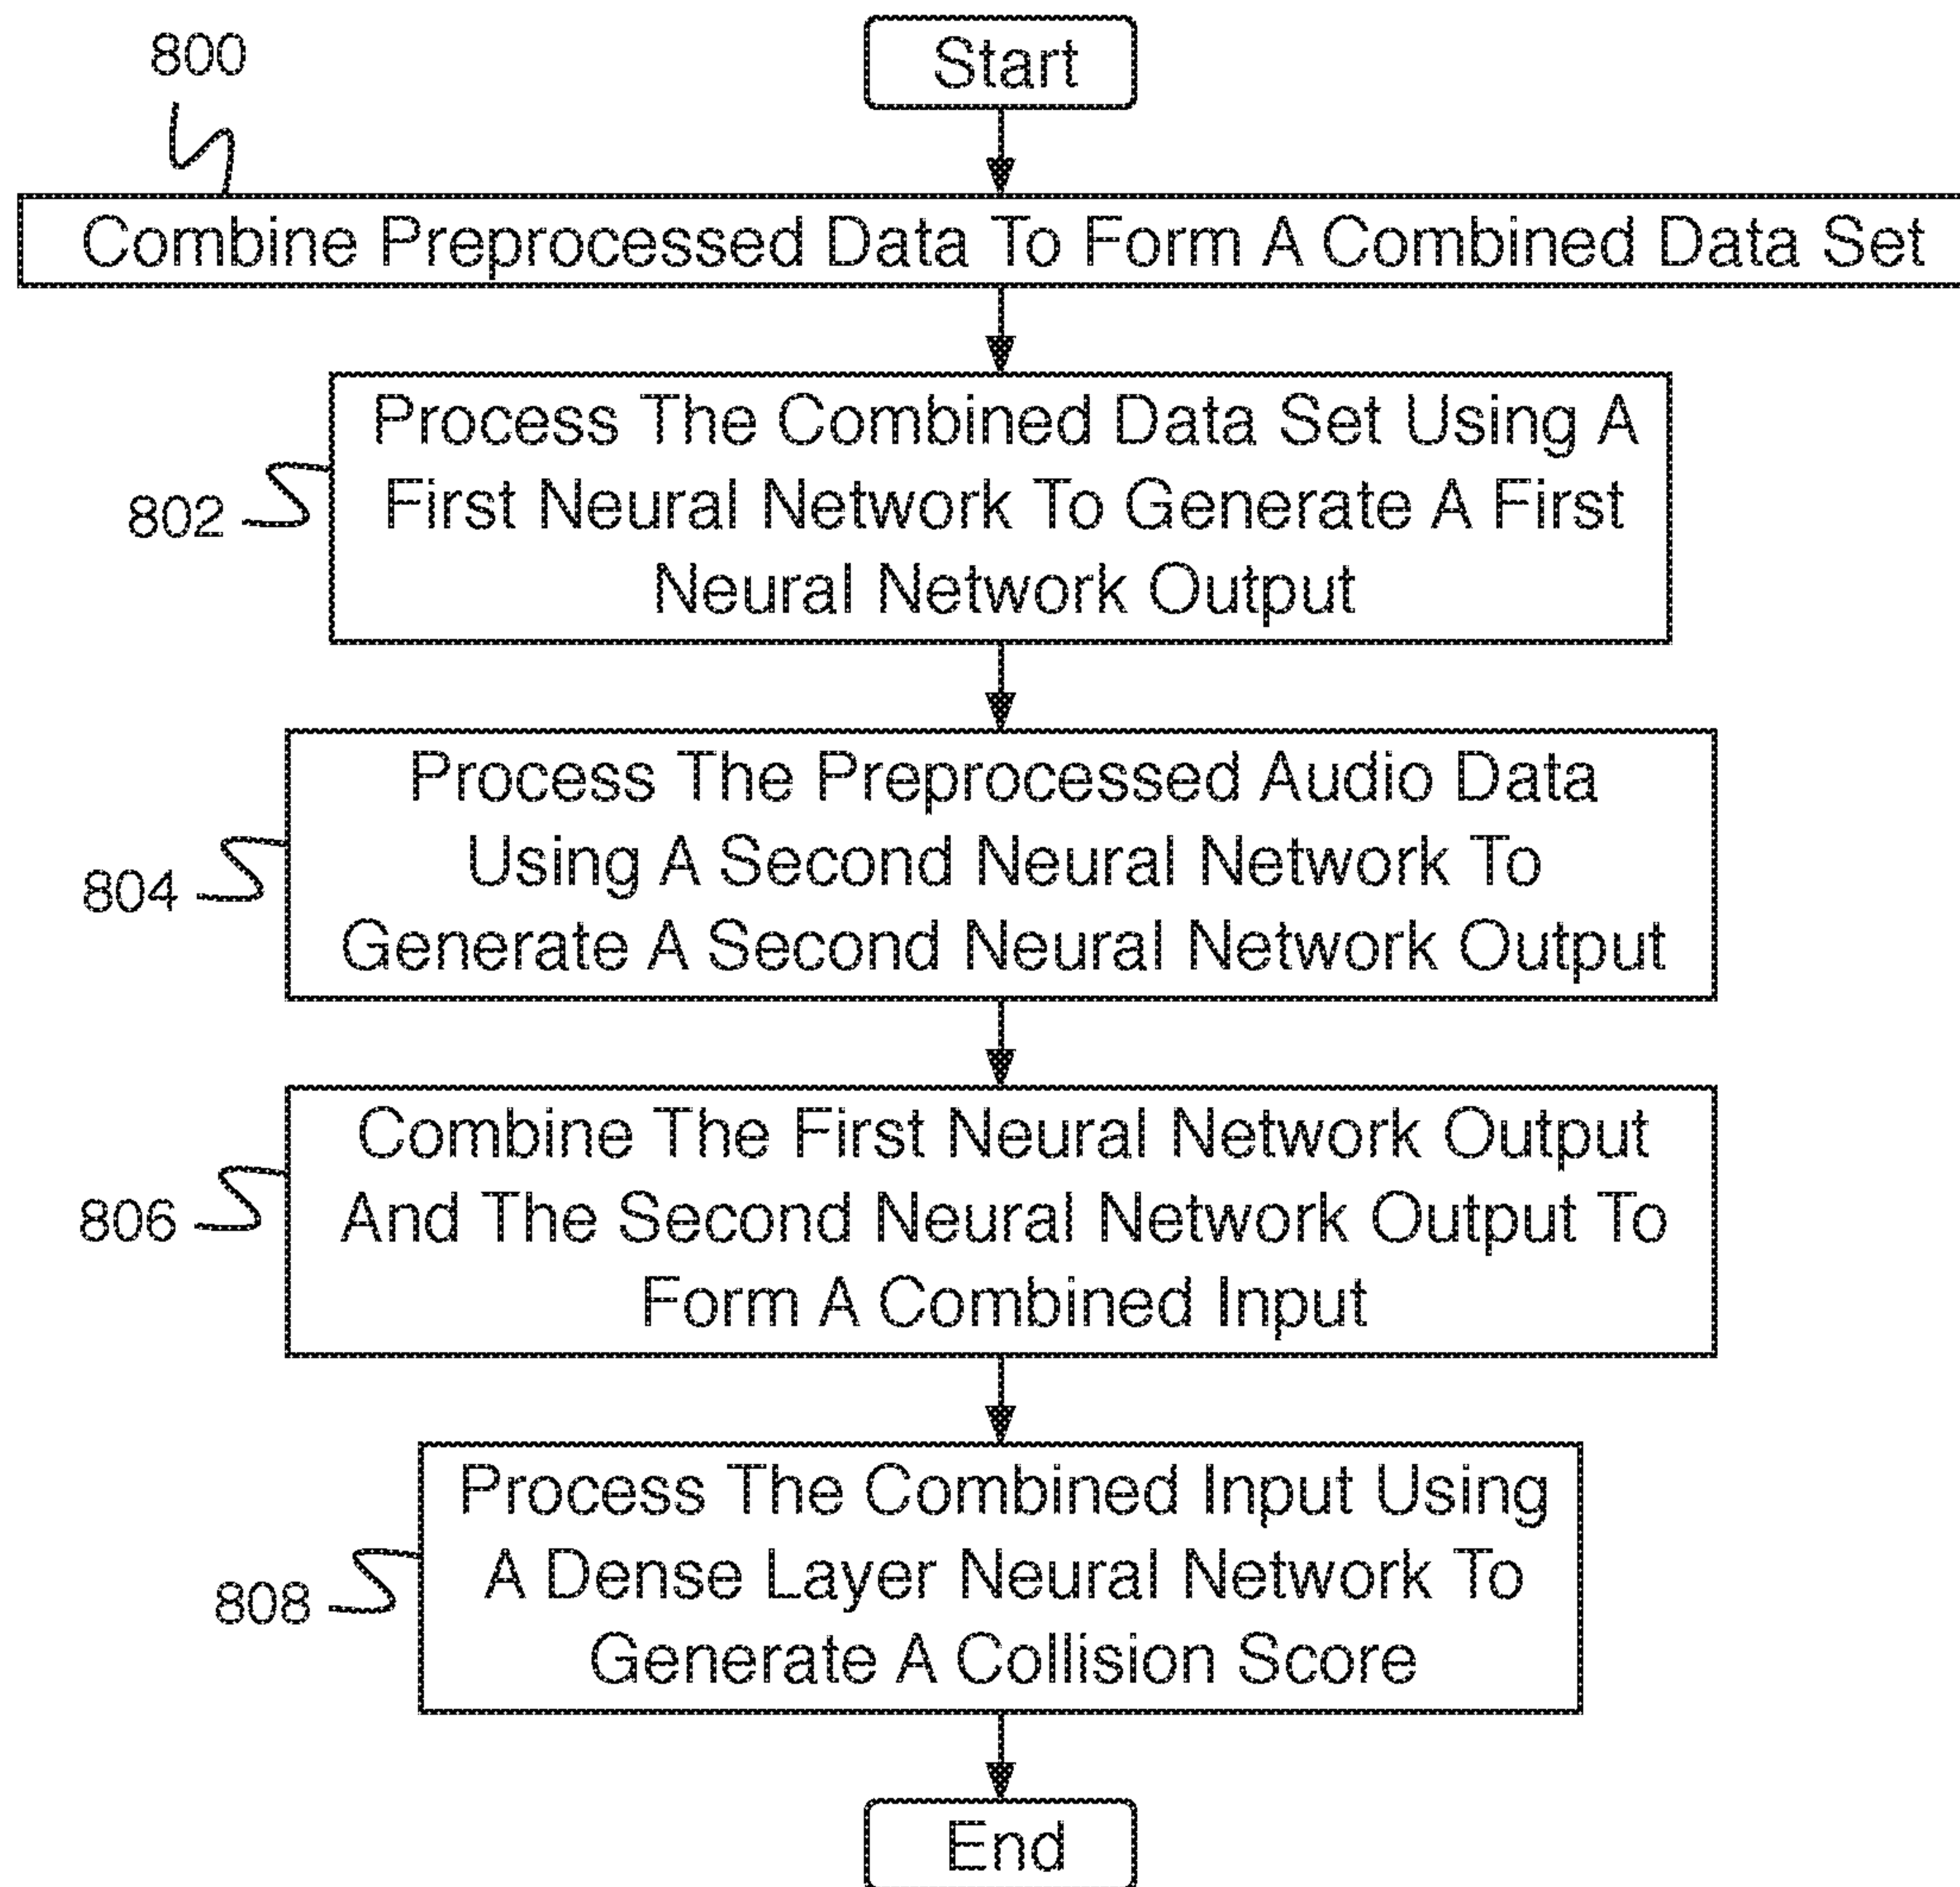 800
Start
Combine Preprocessed Data To Form A Combined Data Set
Process The Combined Data Set Using A
First Neural Network To Generate A First
Neural Network Output
802
Process The Preprocessed Audio Data
Using A Second Neural Network To
Generate A Second Neural Network Output
804
Combine The First Neural Network Output
And The Second Neural Network Output To
Form A Combined Input
806
Process The Combined Input Using
A Dense Layer Neural Network To
Generate A Collision Score
808
End